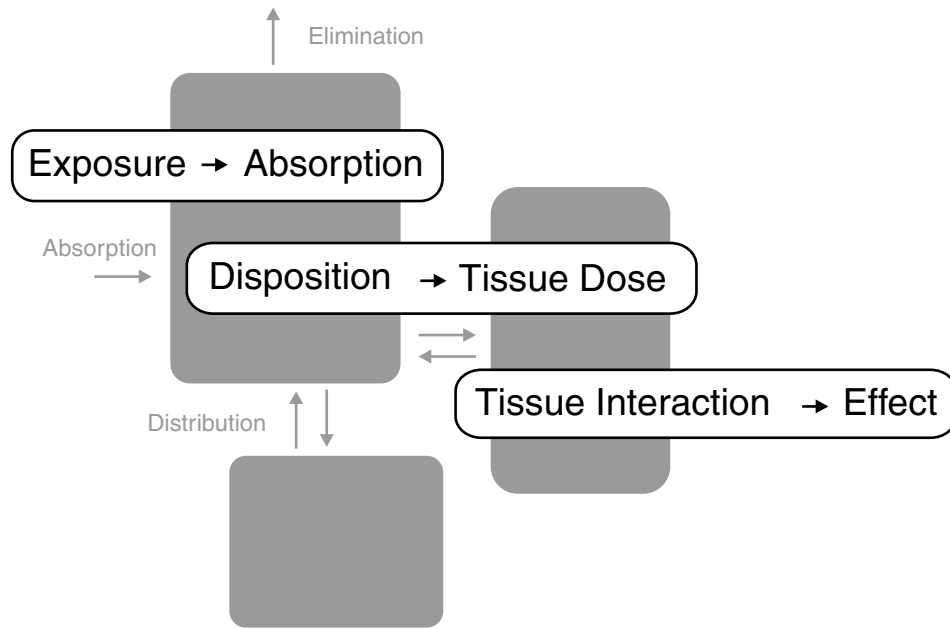 Elimination
Exposure → Absorption
Absorption
Disposition → Tissue Dose
Tissue Interaction → Effect
Distribution